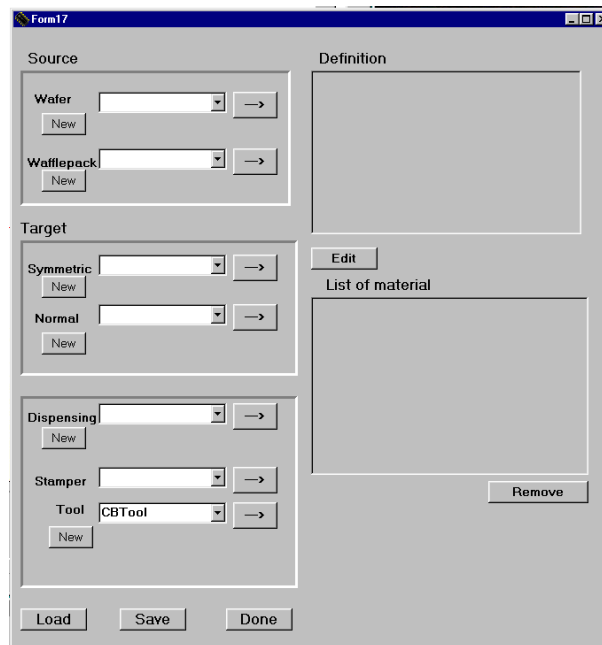 Form17
Source
Wafer
--->
New
Wafflepack
--->
New
Target
Symmetric
--->
New
Normal
--->
New
Dispensing
--->
New
Stamper
--->
Tool CBTool
--->
New
Load Save Done
Definition
Edit
List of material
Remove